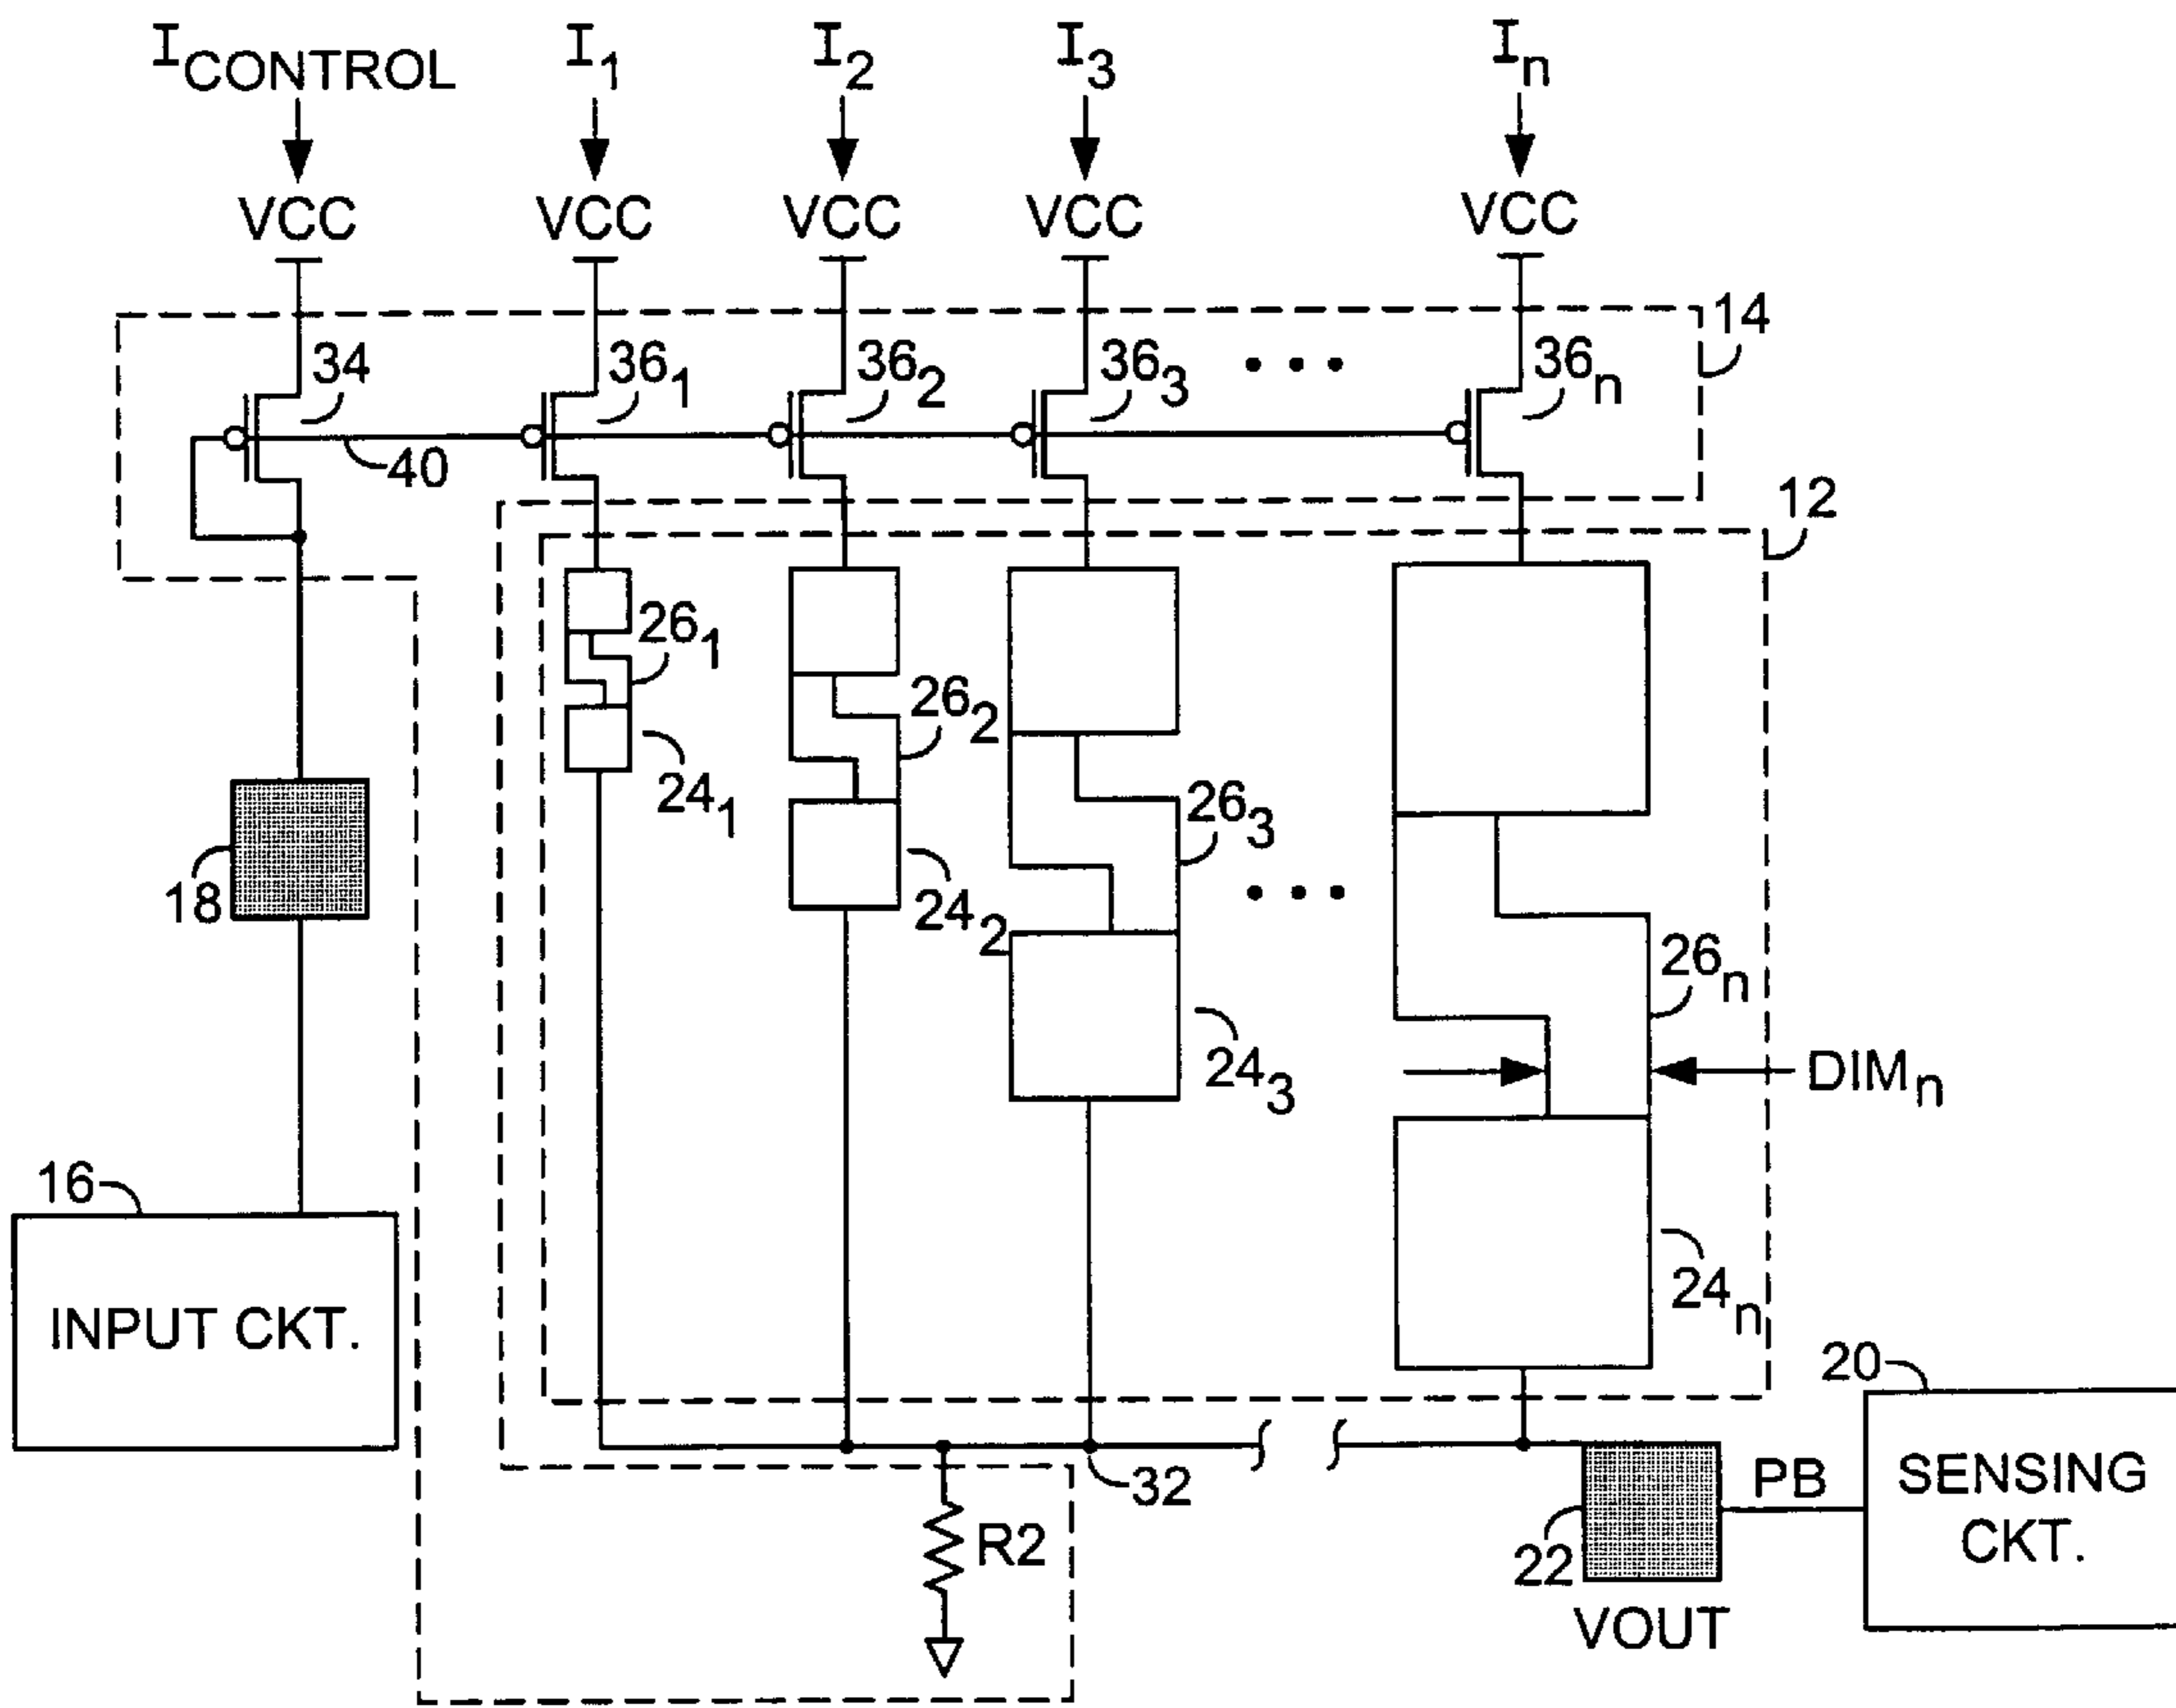 I CONTROL I1 I2 I3 In
VCC VCC VCC VCC VCC
14
34 361 362 363 • • • 36n
40
12
261
262
241
263
18
242
• • •
26n
243
DIMn
16
24n
INPUT CKT.
20
32
PB
SENSING
CKT.
R2
22
VOUT